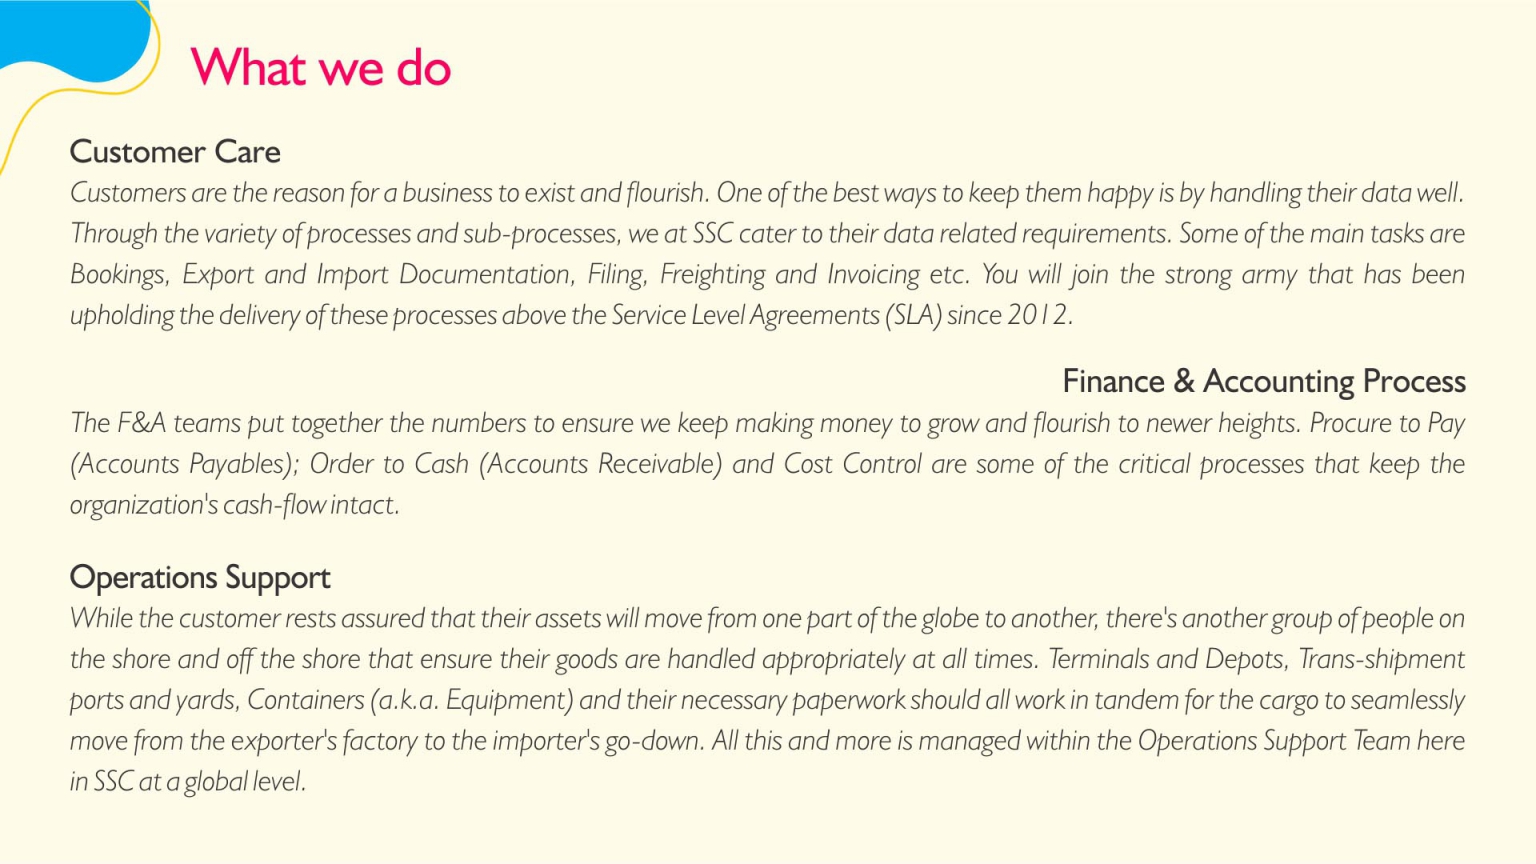 What we do
Customer Care
Customers are the reason for a business to exist and flourish. One of the best ways to keep them happy is by handling their data well.
Through the variety of processes and sub-processes, we at SSC cater to their data related requirements. Some of the main tasks are
Bookings, Export and Import Documentation, Filing, Freighting and Invoicing etc. You will join the strong army that has been
upholding the delivery of these processes above the Service Level Agreements (SLA) since 2012.
Finance & Accounting Process
The F&A teams put together the numbers to ensure we keep making money to grow and flourish to newer heights. Procure to Pay
(Accounts Payables); Order to Cash (Accounts Receivable) and Cost Control are some of the critical processes that keep the
organization's cash-flow intact.
Operations Support
While the customer rests assured that their assets will move from one part of the globe to another, there's another group of people on
the shore and off the shore that ensure their goods are handled appropriately at all times. Terminals and Depots, Trans-shipment
ports and yards, Containers (a.k.a. Equipment) and their necessary paperwork should all work in tandem for the cargo to seamlessly
move from the exporter's factory to the importer's go-down. All this and more is managed within the Operations Support Team here
in SSC at a global level.